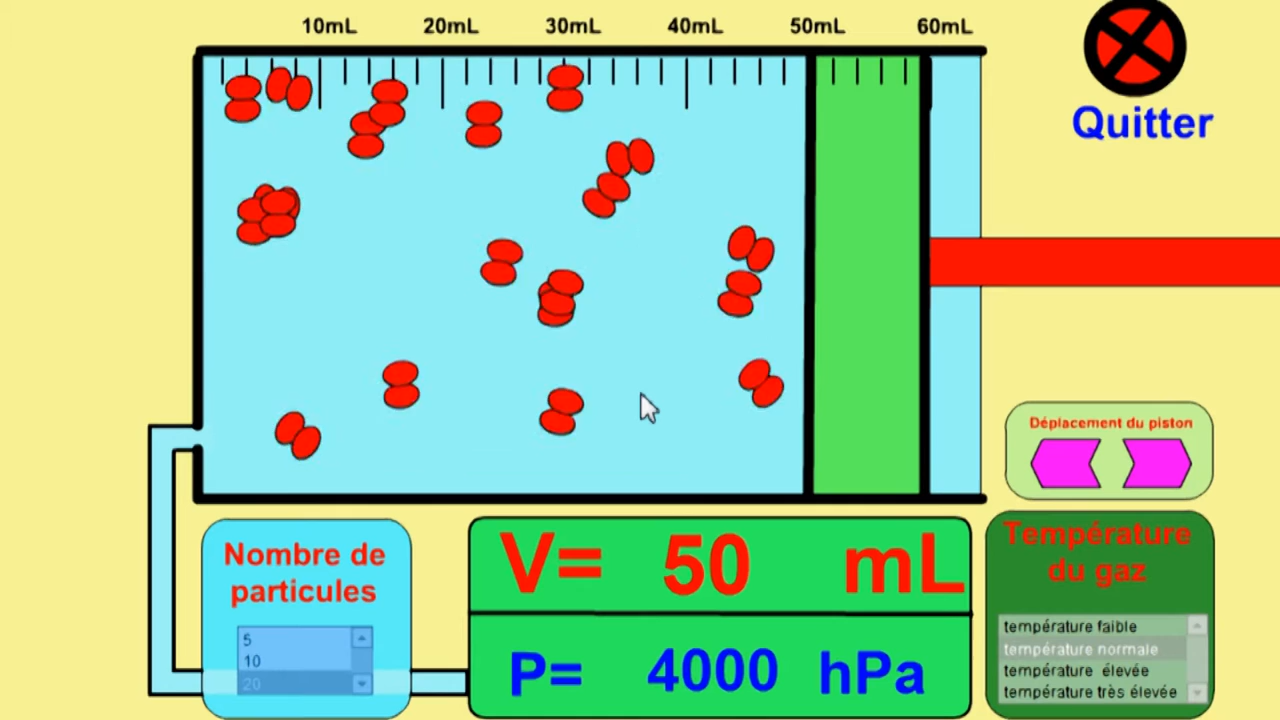 10mL 20mL 30mL 40mL 50mL 60mL
Quitter
Déplacement du piston
Nombre de
particules
5
10
20
V= 50 mL
P= 4000 hPa
Température
du gaz
température faible
température normale
température élevée
température très élevée